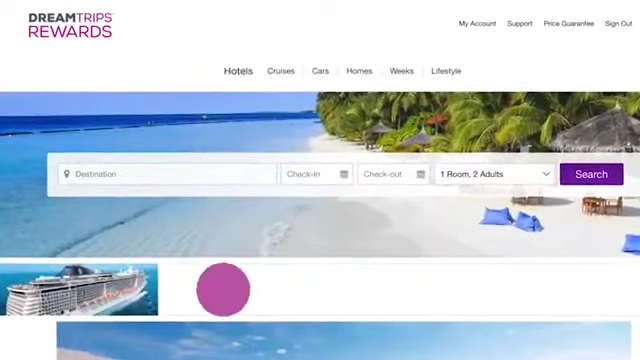 DREAMTRIPS
REWARDS
My Account Support Price Guarantee Sign Out
Hotels Cruises Cars Homes Weeks Lifestyle
Destination Check-In Check-out 1 Room, 2 Adults Search